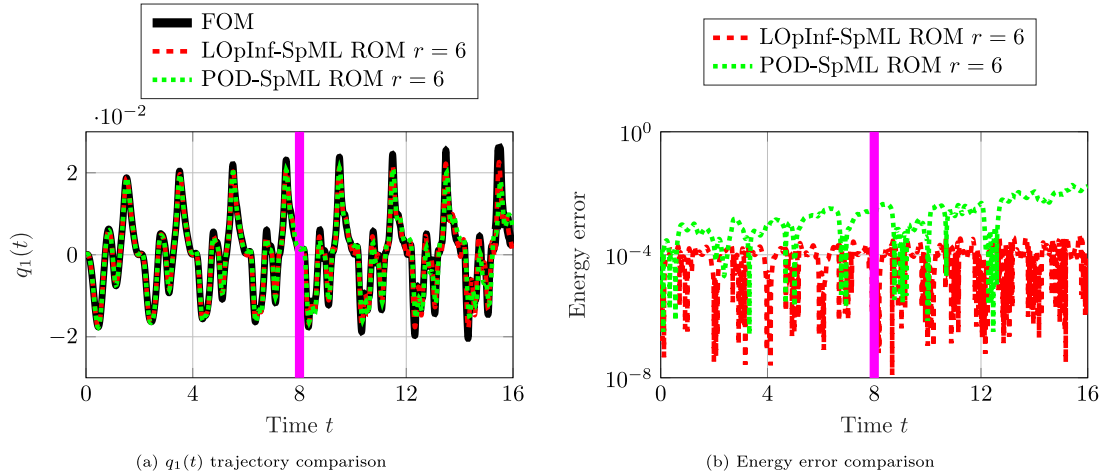 FOM
LOpInf-SpML ROM r = 6
POD-SpML ROM r = 6
·10⁻²
2
0
−2
q₁(t)
0
4
8
12
16
Time t
(a) q₁(t) trajectory comparison
LOpInf-SpML ROM r = 6
POD-SpML ROM r = 6
10⁰
10⁻⁴
10⁻⁸
Energy error
0
4
8
12
16
Time t
(b) Energy error comparison